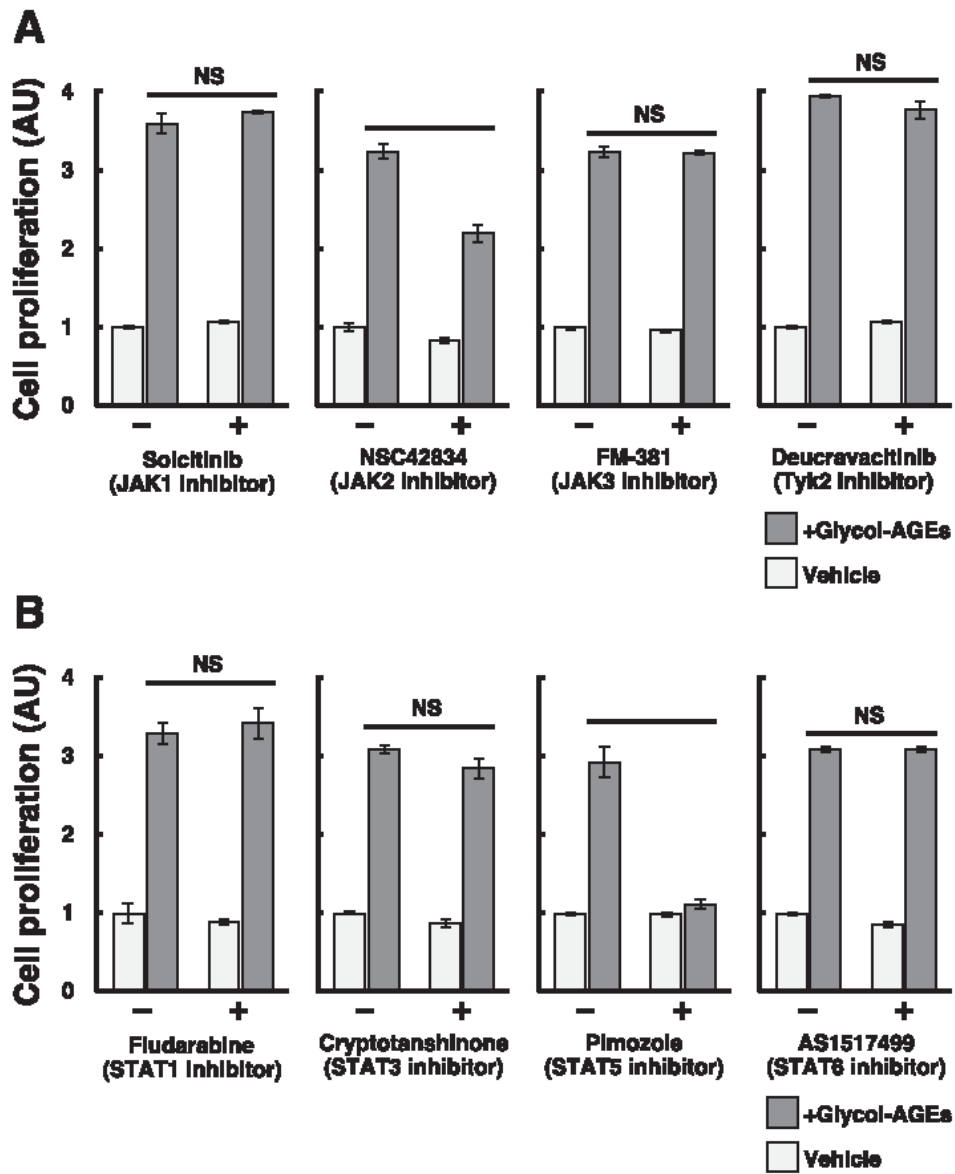 A
Cell proliferation (AU)
4
3
2
1
0
NS
NS
NS
− +
− +
− +
− +
Solcitinib
(JAK1 inhibitor)
NSC42834
(JAK2 inhibitor)
FM-381
(JAK3 inhibitor)
Deucravacitinib
(Tyk2 inhibitor)
+Glycol-AGEs
Vehicle
B
Cell proliferation (AU)
4
3
2
1
0
NS
NS
NS
− +
− +
− +
− +
Fludarabine
(STAT1 inhibitor)
Cryptotanshinone
(STAT3 inhibitor)
Pimozole
(STAT5 inhibitor)
AS1517499
(STAT6 inhibitor)
+Glycol-AGEs
Vehicle